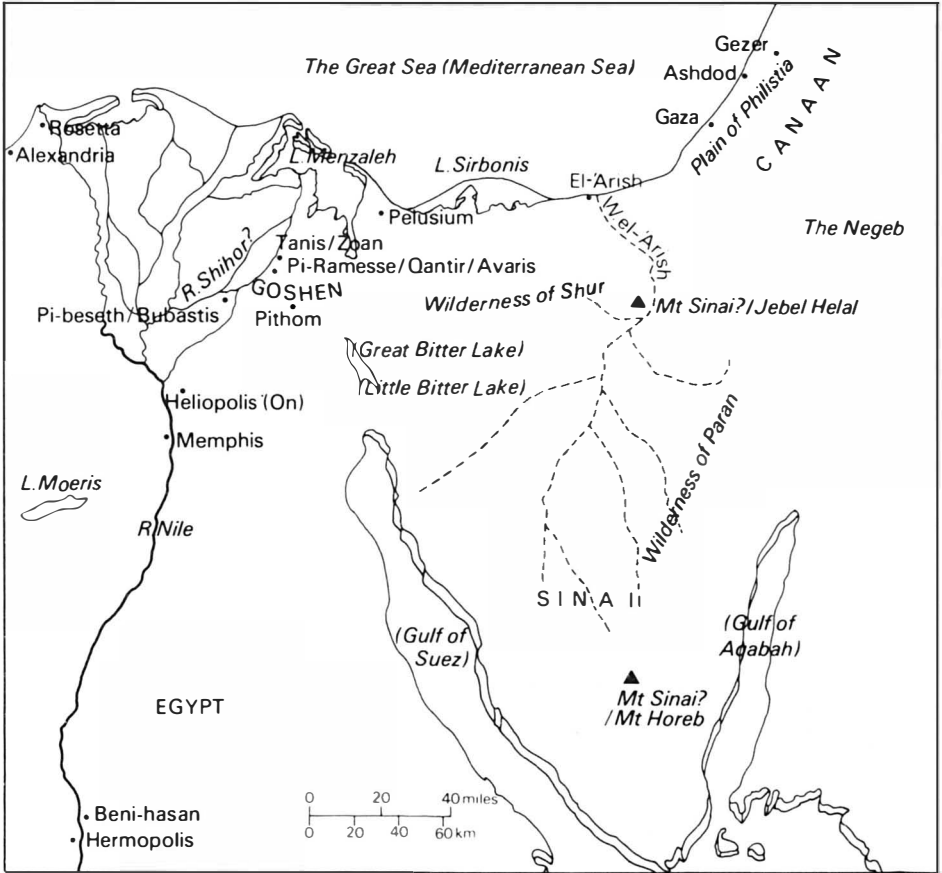 Gezer
The Great Sea (Mediterranean Sea)
Ashdod
Plain of Philistia
CANAAN
Gaza
Rosetta
Alexandria
L.Menzaleh
L.Sirbonis
El-'Arish
W.el-'Arish
Pelusium
The Negeb
R.Shihor?
Tanis/Zoan
Pi-Ramesse/Qantir/Avaris
GOSHEN
Wilderness of Shur
Mt Sinai?/Jebel Helal
Pi-beseth/Bubastis
Pithom
(Great Bitter Lake)
(Little Bitter Lake)
Heliopolis (On)
Memphis
Wilderness of Paran
L.Moeris
R.Nile
SINAI
(Gulf of
Suez)
(Gulf of
Aqabah)
Mt Sinai?
/Mt Horeb
EGYPT
0 20 40 miles
0 20 40 60 km
Beni-hasan
Hermopolis